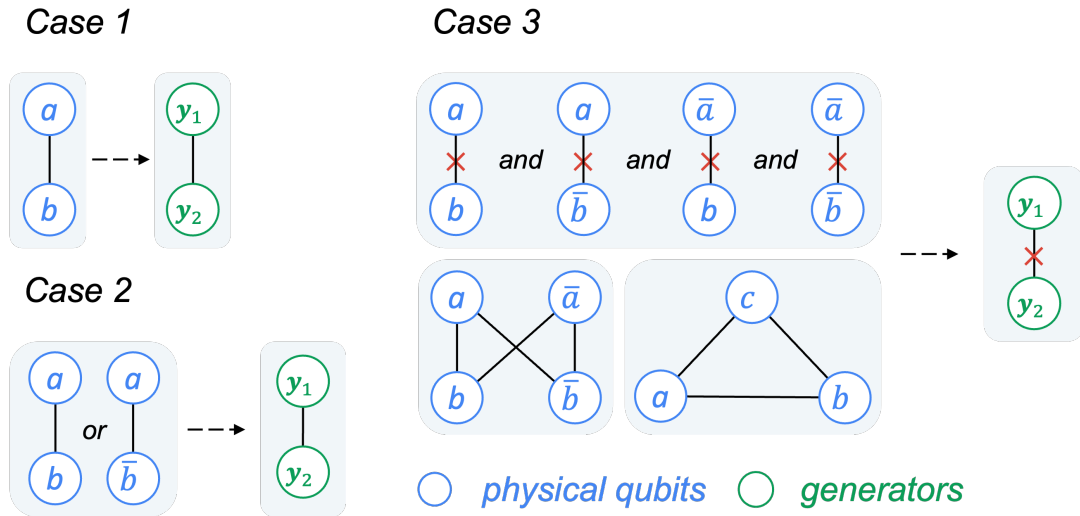 Case 1
a
b
y₁
y₂
Case 2
a a
or
b b̄
y₁
y₂
Case 3
a a ā ā
and and and
b b̄ b b̄
a ā
b b̄
c
a b
y₁
y₂
physical qubits generators